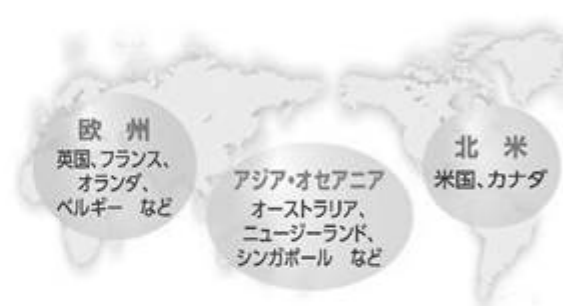 欧 州
英国、フランス、
オランダ、
ベルギー など
アジア・オセアニア
オーストラリア、
ニュージーランド、
シンガポール など
北 米
米国、カナダ